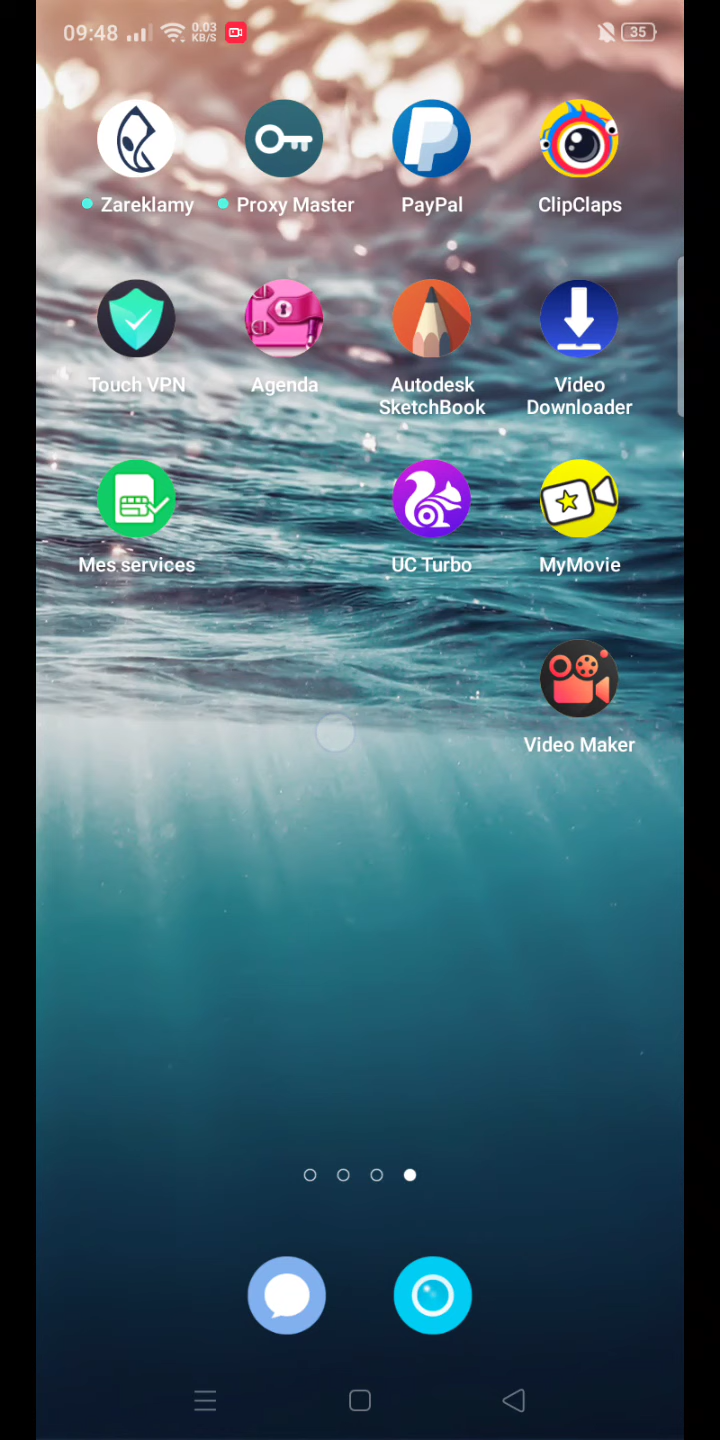 09:48 0.03 KB/S 35
Zareklamy Proxy Master PayPal ClipClaps
Touch VPN Agenda Autodesk SketchBook Video Downloader
Mes services UC Turbo MyMovie
Video Maker